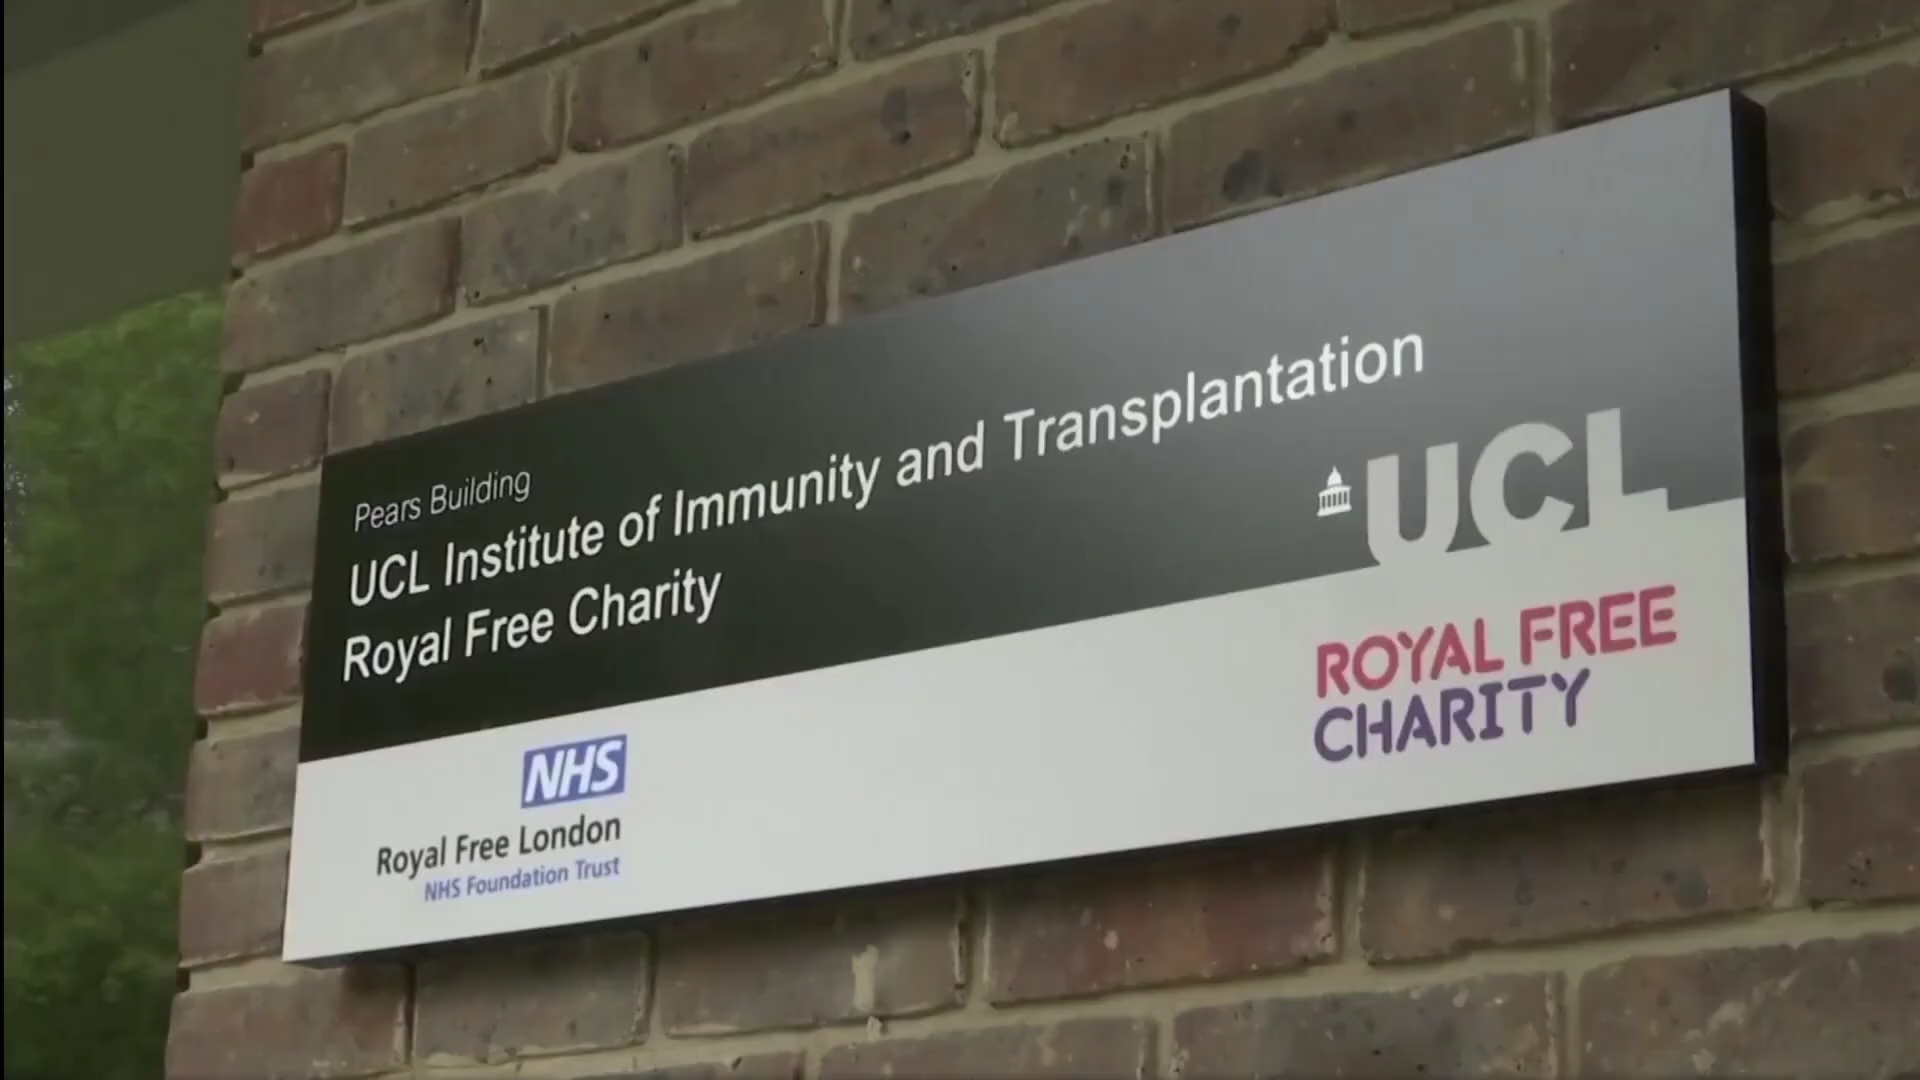 Pears Building
UCL Institute of Immunity and Transplantation
Royal Free Charity
UCL
ROYAL FREE
CHARITY
NHS
Royal Free London
NHS Foundation Trust